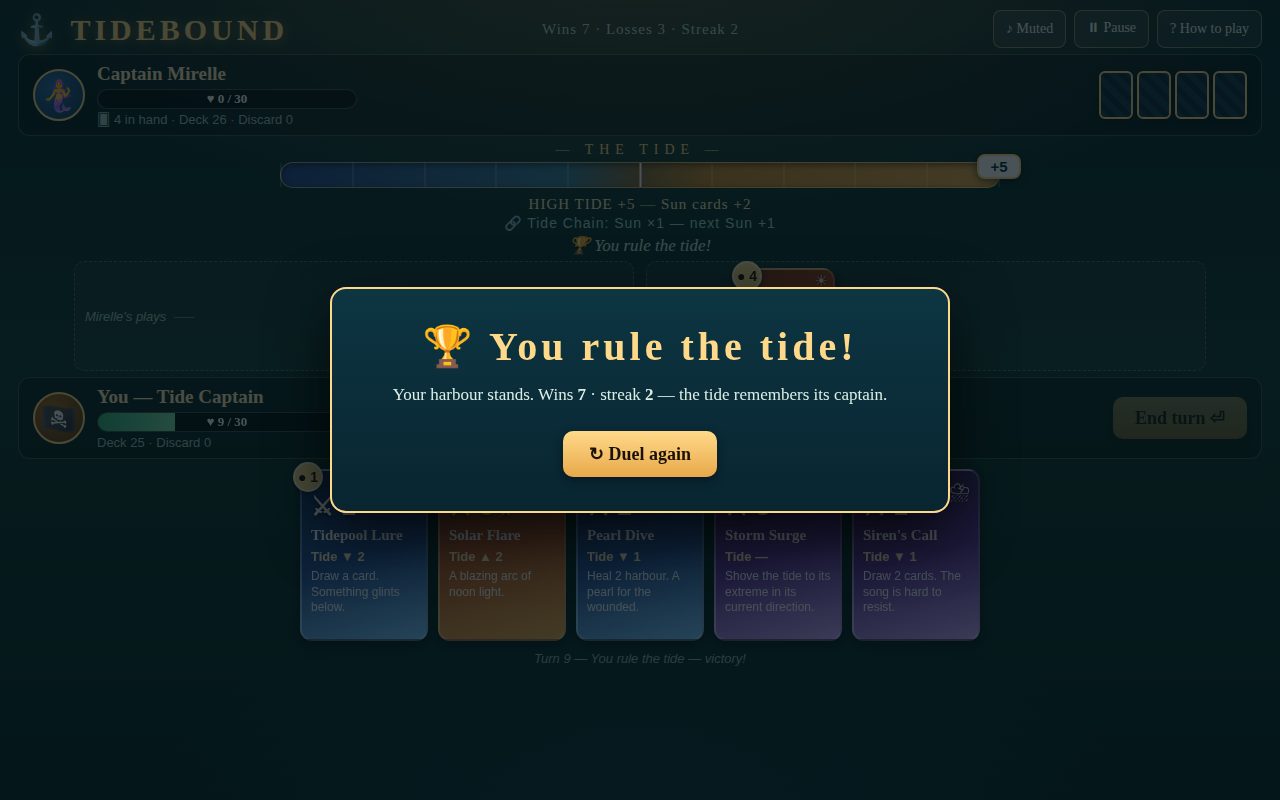 ⚓ TIDEBOUND
Wins 7 · Losses 3 · Streak 2
♪ Muted
⏸ Pause
? How to play
Captain Mirelle
♥ 0 / 30
🂠 4 in hand · Deck 26 · Discard 0
— THE TIDE —
+5
HIGH TIDE +5 — Sun cards +2
🔗 Tide Chain: Sun ×1 — next Sun +1
🏆 You rule the tide!
● 4
Mirelle's plays
🏆 You rule the tide!
Your harbour stands. Wins 7 · streak 2 — the tide remembers its captain.
↻ Duel again
You — Tide Captain
♥ 9 / 30
Deck 25 · Discard 0
End turn ⏎
● 1
Tidepool Lure
Tide ▼ 2
Draw a card.
Something glints
below.
Solar Flare
Tide ▲ 2
A blazing arc of
noon light.
Pearl Dive
Tide ▼ 1
Heal 2 harbour. A
pearl for the
wounded.
Storm Surge
Tide —
Shove the tide to its
extreme in its
current direction.
Siren's Call
Tide ▼ 1
Draw 2 cards. The
song is hard to
resist.
Turn 9 — You rule the tide — victory!